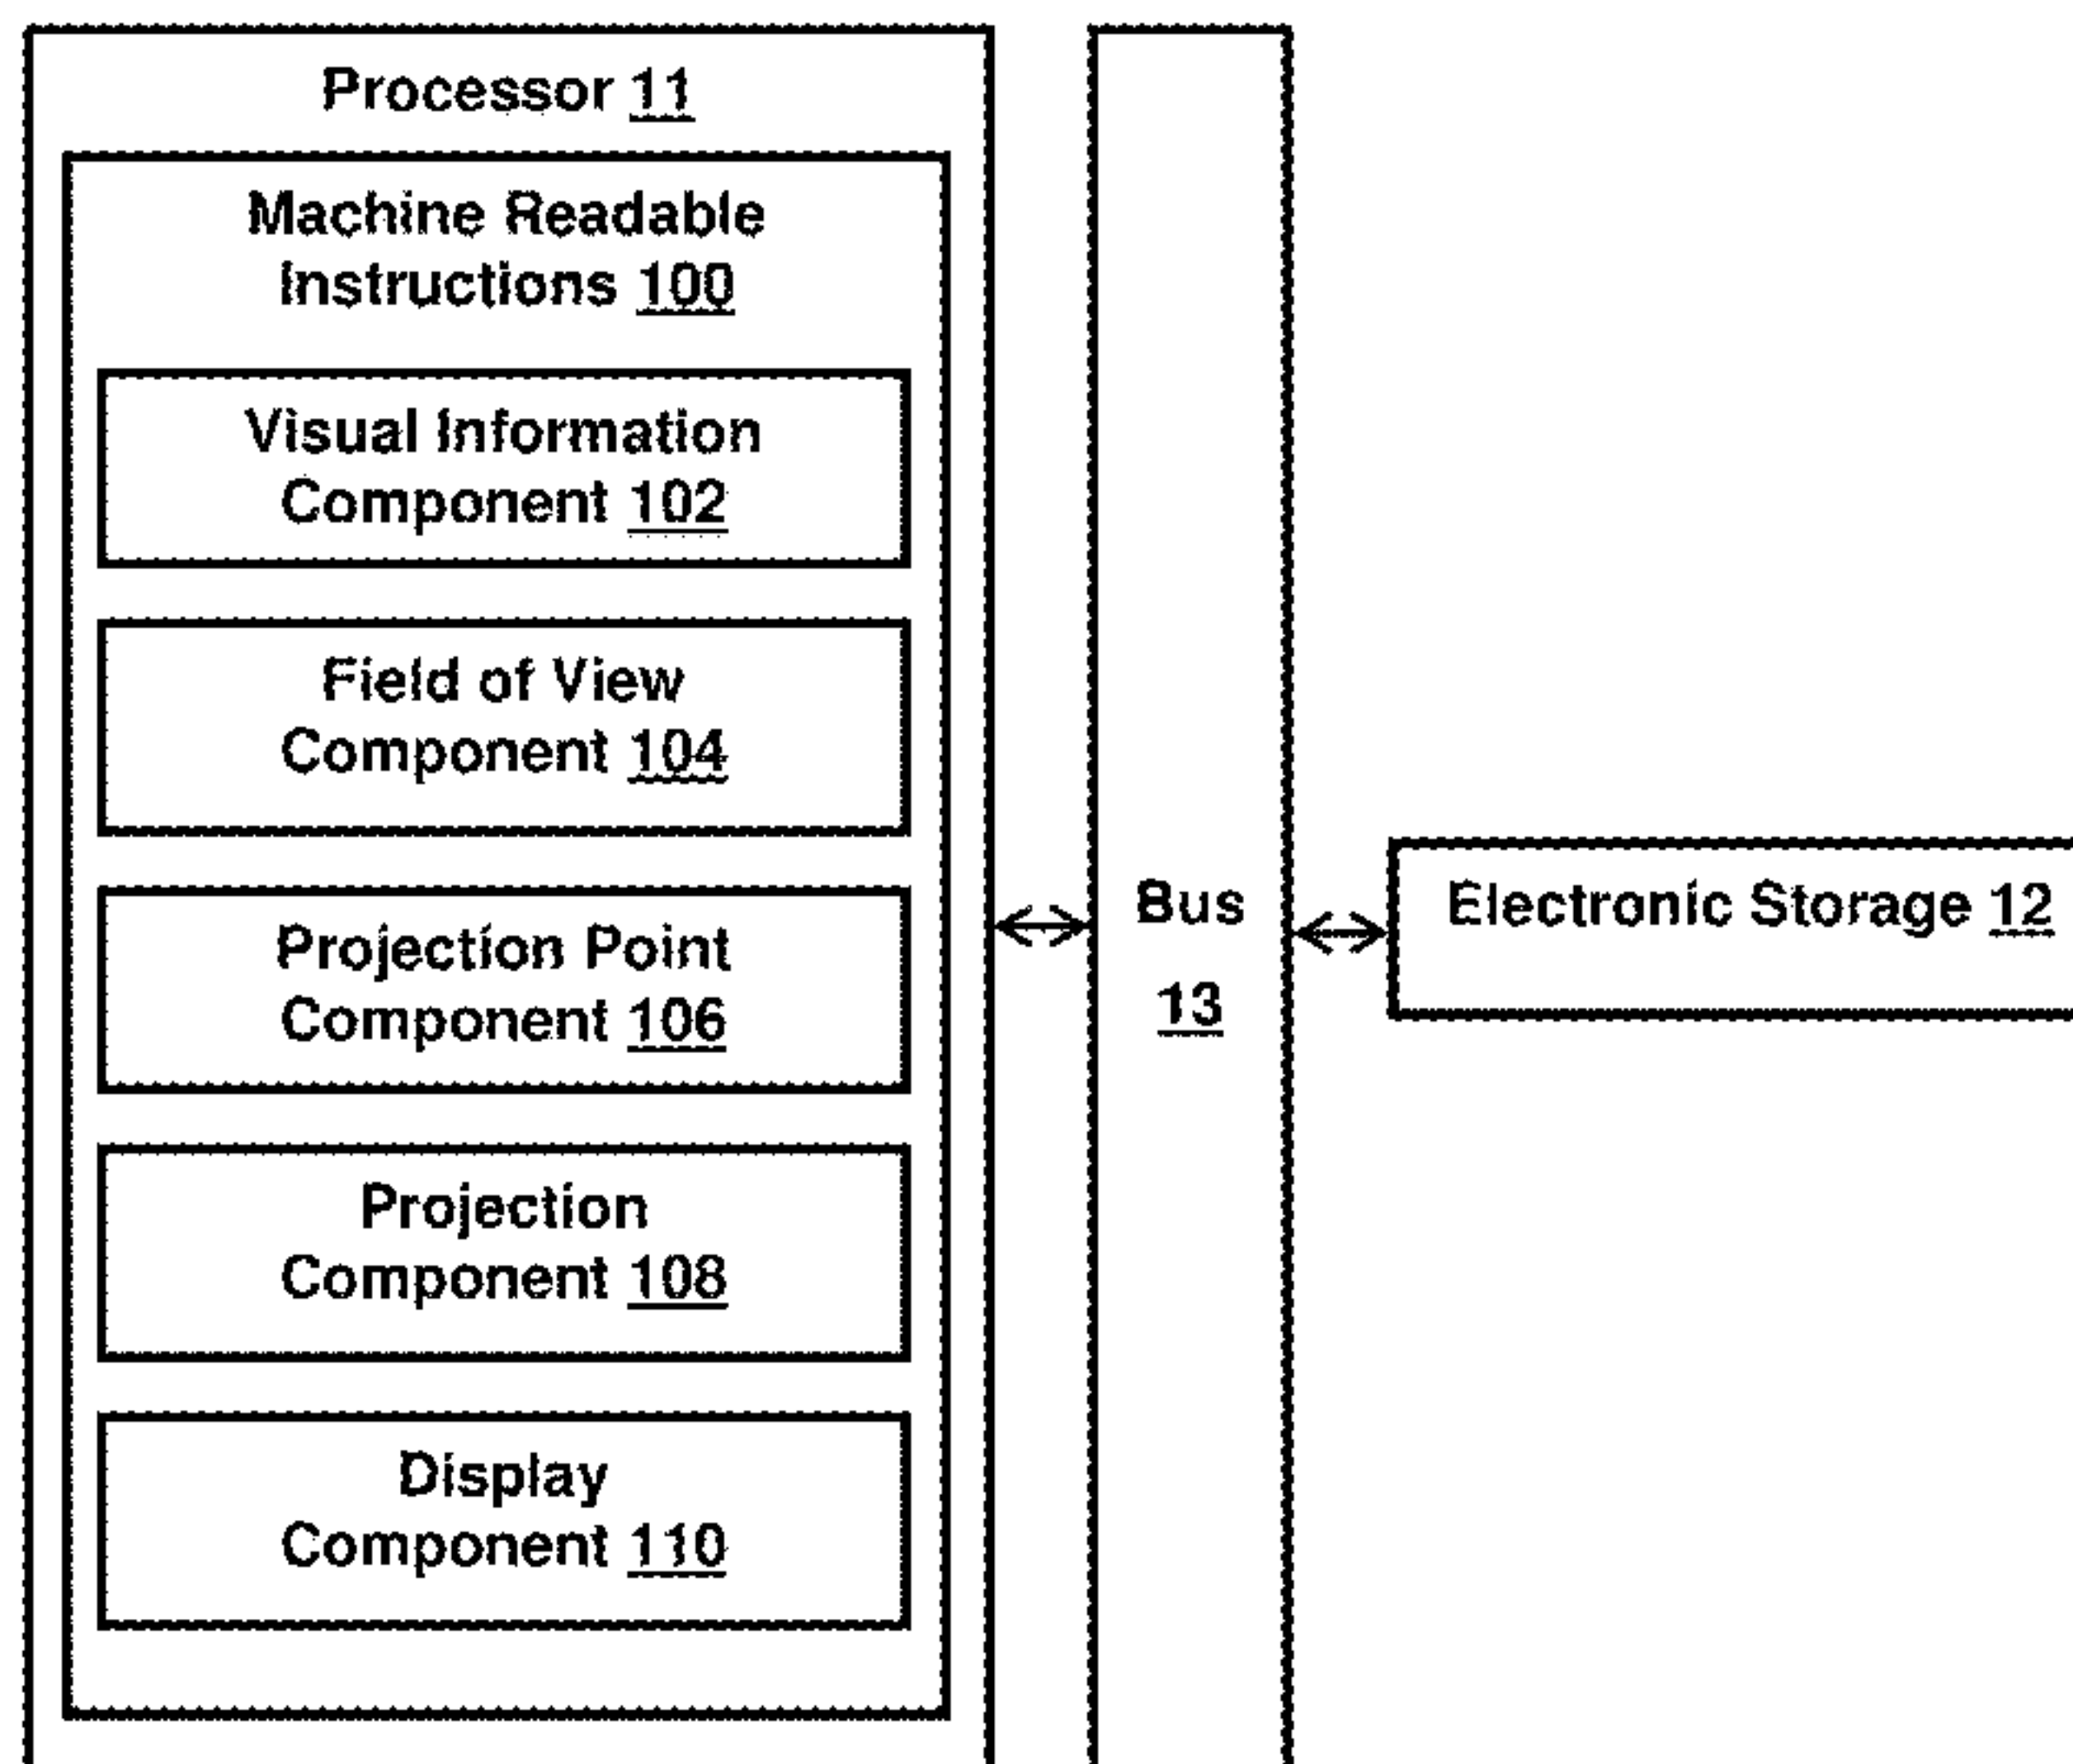 Processor 11
Machine Readable
Instructions 100
Visual Information
Component 102
Field of View
Component 104
Projection Point
Component 106
Projection
Component 108
Display
Component 110
Bus
13
Electronic Storage 12